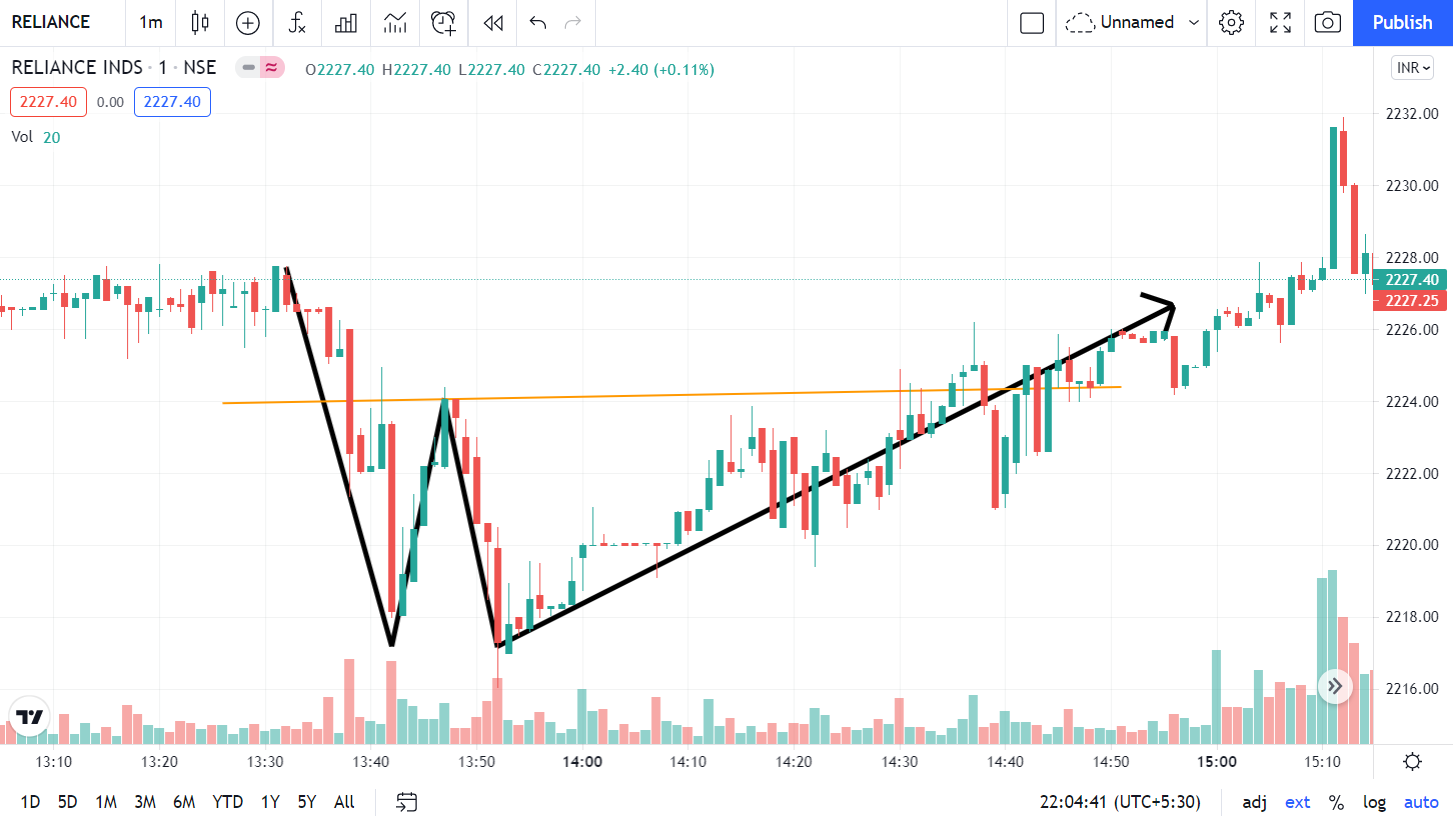 RELIANCE 1m Unnamed Publish
RELIANCE INDS · 1 · NSE O2227.40 H2227.40 L2227.40 C2227.40 +2.40 (+0.11%) INR
2227.40 0.00 2227.40
Vol 20
2232.00
2230.00
2228.00
2227.40
2227.25
2226.00
2224.00
2222.00
2220.00
2218.00
2216.00
13:10 13:20 13:30 13:40 13:50 14:00 14:10 14:20 14:30 14:40 14:50 15:00 15:10
1D 5D 1M 3M 6M YTD 1Y 5Y All 22:04:41 (UTC+5:30) adj ext % log auto